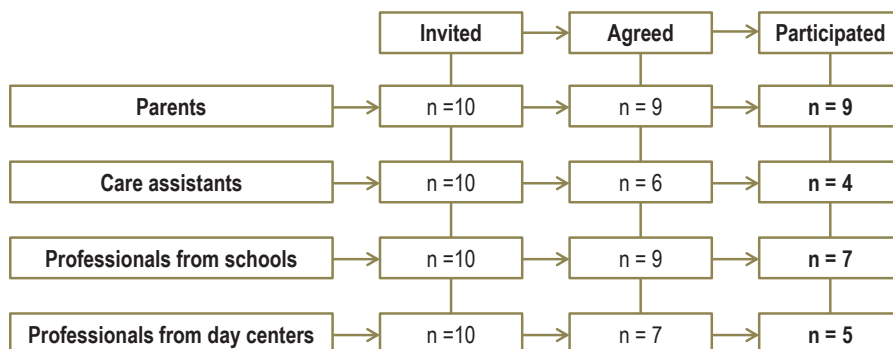 Invited Agreed Participated
Parents n =10 n = 9 n = 9
Care assistants n =10 n = 6 n = 4
Professionals from schools n =10 n = 9 n = 7
Professionals from day centers n =10 n = 7 n = 5